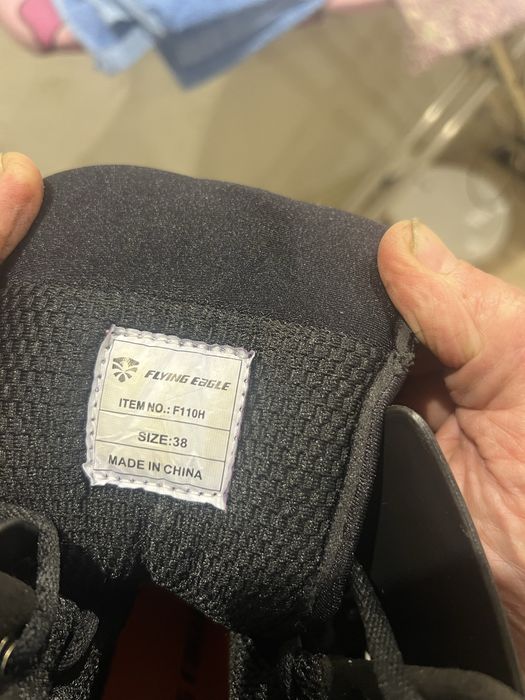 FLYING EAGLE
ITEM NO.: F110H
SIZE:38
MADE IN CHINA